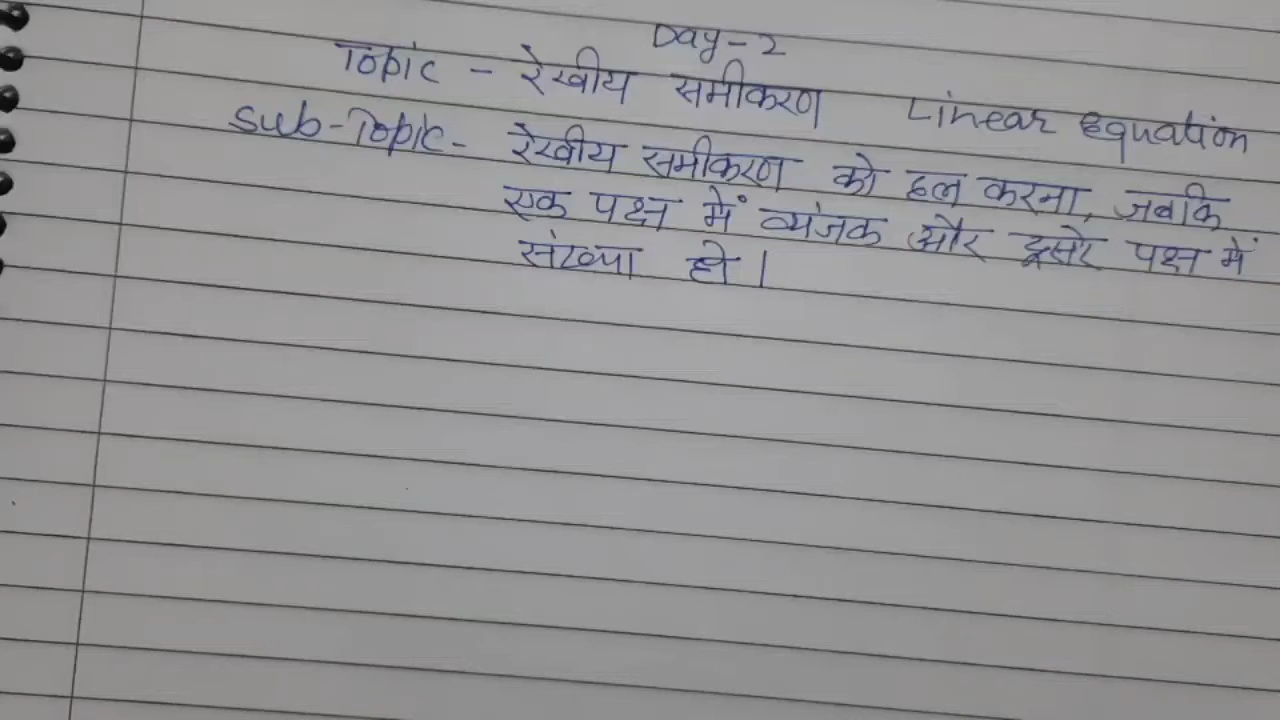 Day-2
Topic - रेखीय समीकरण Linear Equation
Sub-Topic- रेखीय समीकरण को हल करना, जबकि
एक पक्ष में व्यंजक और दूसरे पक्ष में
संख्या हो।